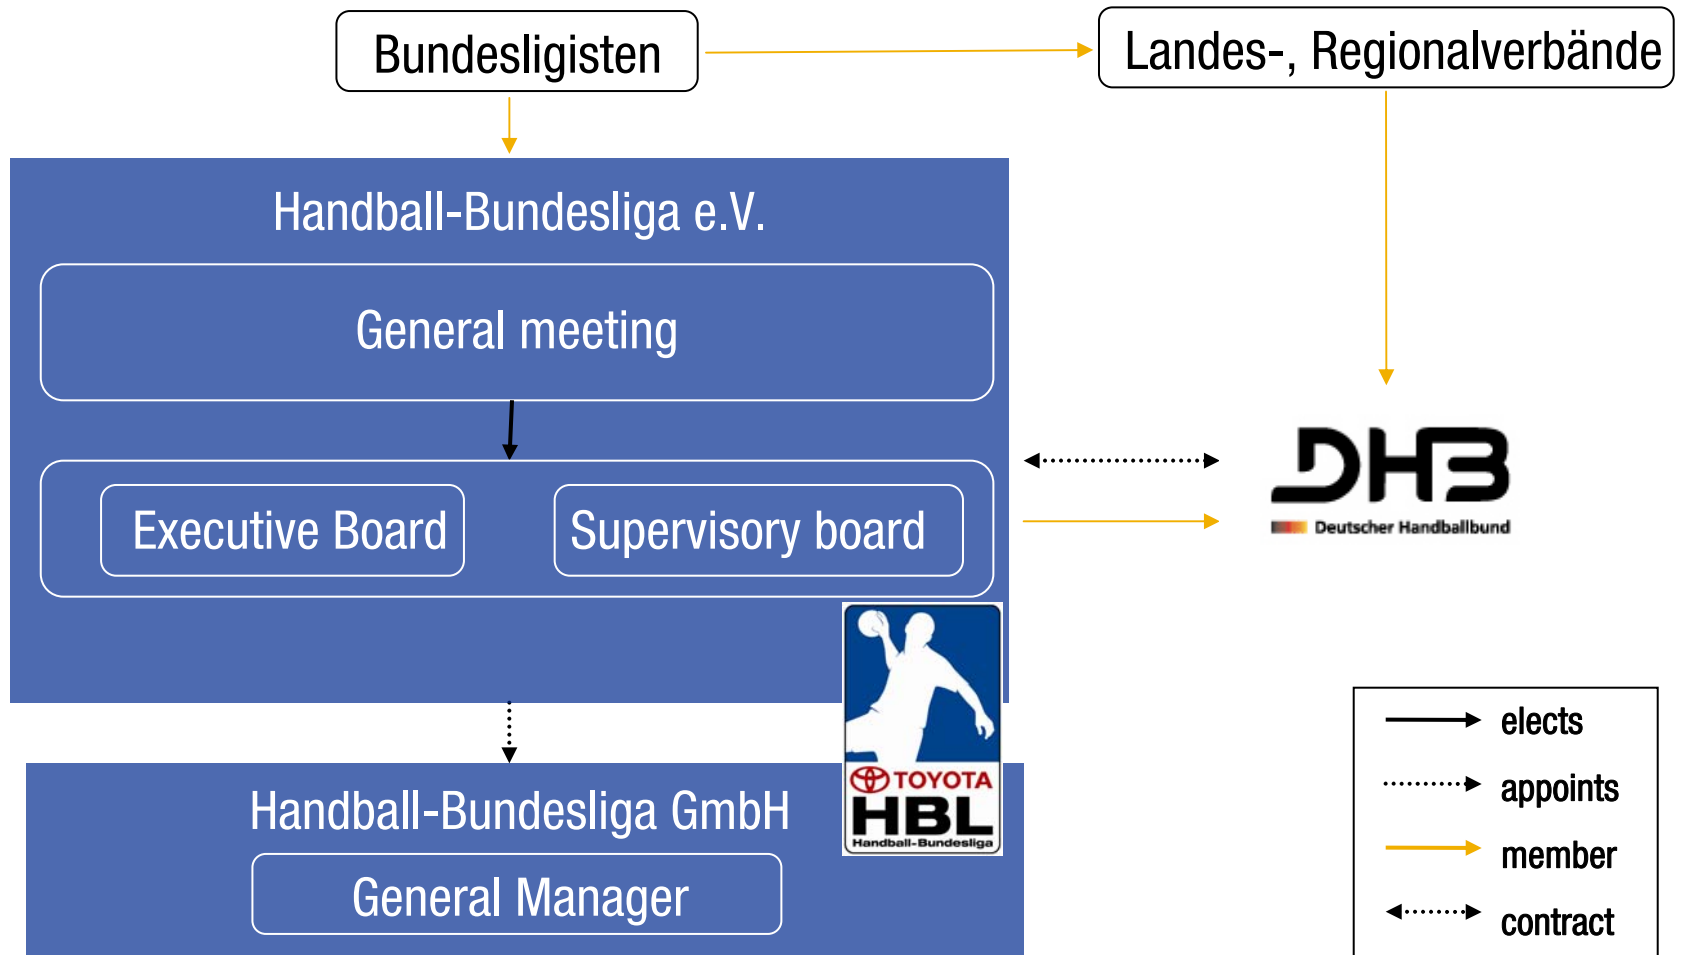 Bundesligisten
Landes-, Regionalverbände
Handball-Bundesliga e.V.
General meeting
Executive Board
Supervisory board
DHB
Deutscher Handballbund
TOYOTA
HBL
Handball-Bundesliga
Handball-Bundesliga GmbH
General Manager
elects
appoints
member
contract